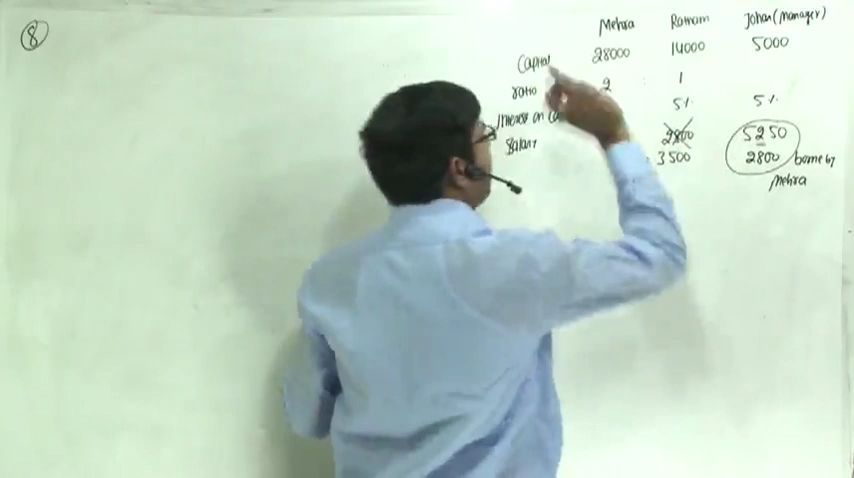 8
Mehra Ratnam Johan (Manager)
Capital 28000 14000 5000
ratio 2 : 1
Interest on Ca 5% 5%
Salary 2800 5250
3500 2800 borne by
Mehra